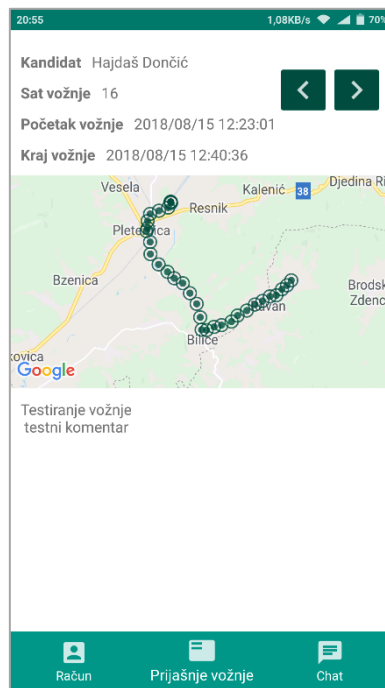 20:55 1,08KB/s 70%
Kandidat Hajdaš Dončić
Sat vožnje 16
Početak vožnje 2018/08/15 12:23:01
Kraj vožnje 2018/08/15 12:40:36
Vesela
Kalenić 38 Djedina Ri
Resnik
Bzenica
Brodsk
Zdenc
kovica
Bilice
Google
Testiranje vožnje
testni komentar
Račun Prijašnje vožnje Chat